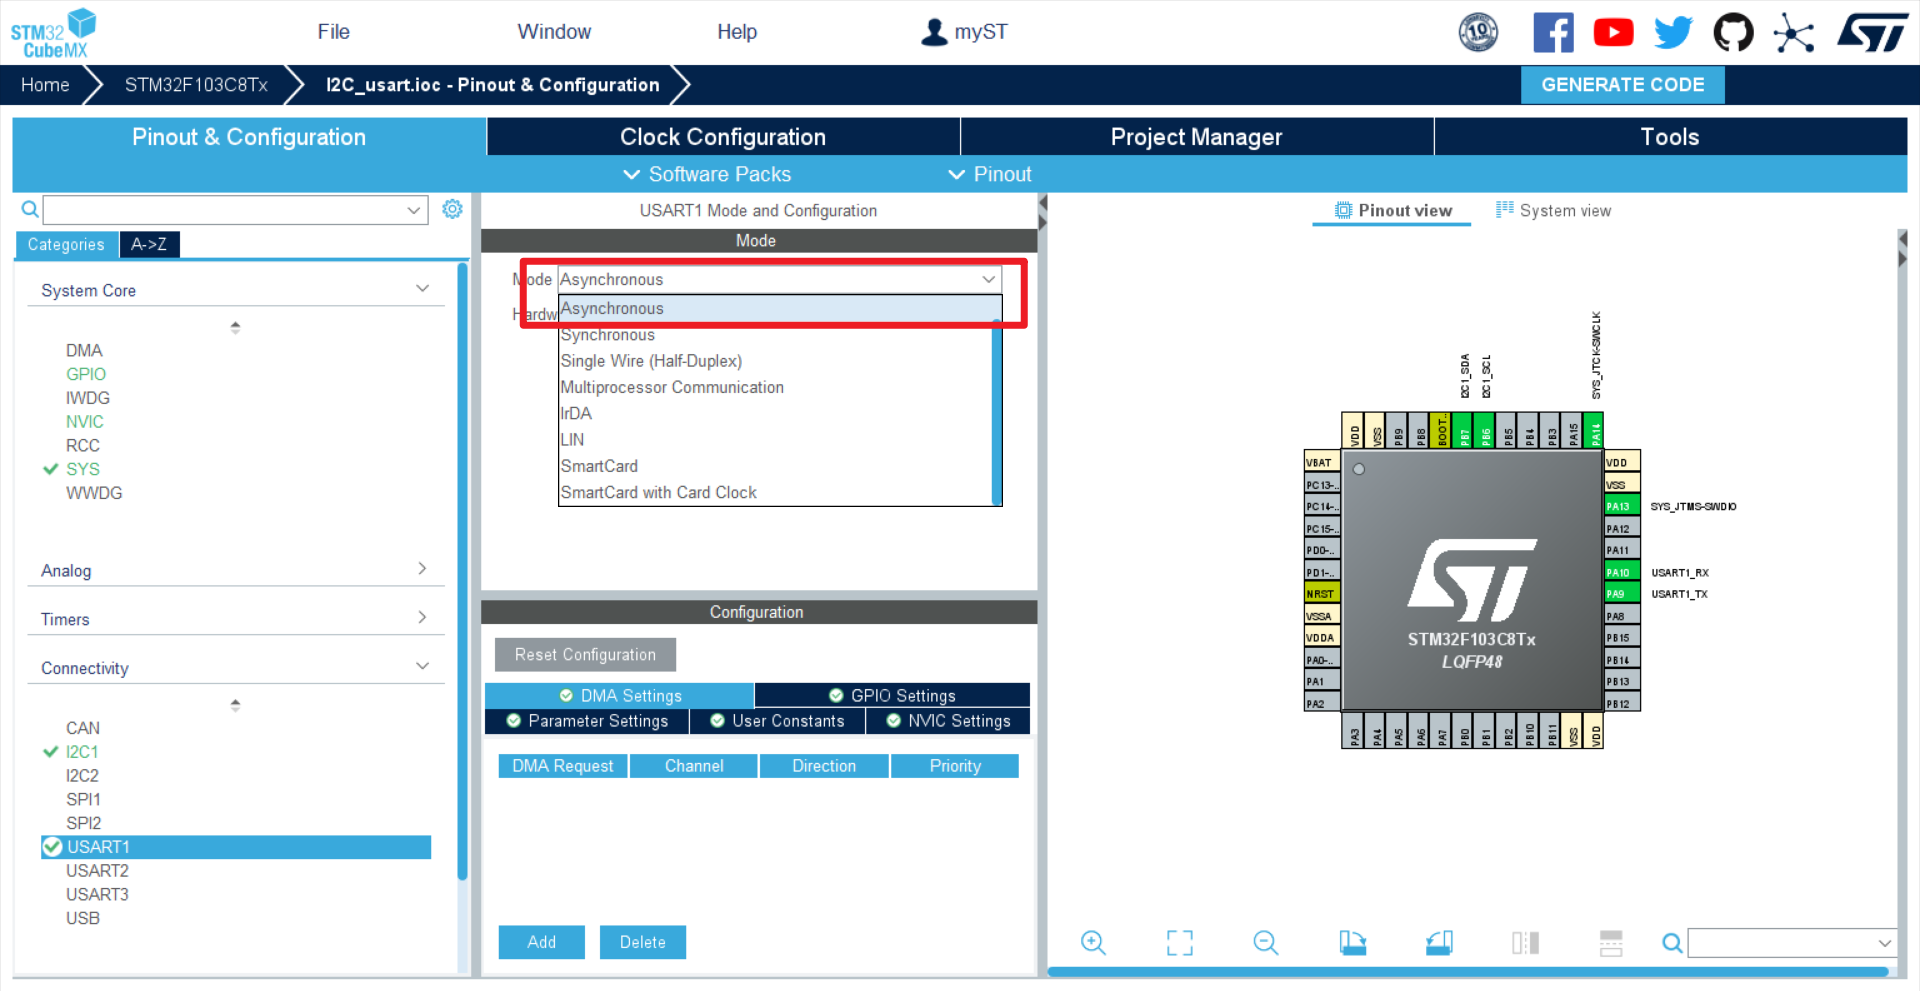 STM32
CubeMX
File
Window
Help
myST
10
Home
STM32F103C8Tx
I2C_usart.ioc - Pinout & Configuration
GENERATE CODE
Pinout & Configuration
Clock Configuration
Project Manager
Tools
Software Packs
Pinout
Categories
A->Z
System Core
DMA
GPIO
IWDG
NVIC
RCC
SYS
WWDG
Analog
Timers
Connectivity
CAN
I2C1
I2C2
SPI1
SPI2
USART1
USART2
USART3
USB
USART1 Mode and Configuration
Mode
Mode Asynchronous
Hardw
Asynchronous
Synchronous
Single Wire (Half-Duplex)
Multiprocessor Communication
IrDA
LIN
SmartCard
SmartCard with Card Clock
Configuration
Reset Configuration
DMA Settings
GPIO Settings
Parameter Settings
User Constants
NVIC Settings
DMA Request
Channel
Direction
Priority
Add
Delete
Pinout view
System view
I2C1_SDA
I2C1_SCL
SYS_JTCK-SWCLK
VDD
VSS
PB9
PB8
BOOT..
PB7
PB6
PB5
PB4
PB3
PA15
PA14
VBAT
PC13-..
PC14-..
PC15-..
PD0-..
PD1-..
NRST
VSSA
VDDA
PA0-..
PA1
PA2
VDD
VSS
PA13 SYS_JTMS-SWDIO
PA12
PA11
PA10 USART1_RX
PA9 USART1_TX
PA8
PB15
PB14
PB13
PB12
STM32F103C8Tx
LQFP48
PA3
PA4
PA5
PA6
PA7
PB0
PB1
PB2
PB10
PB11
VSS
VDD